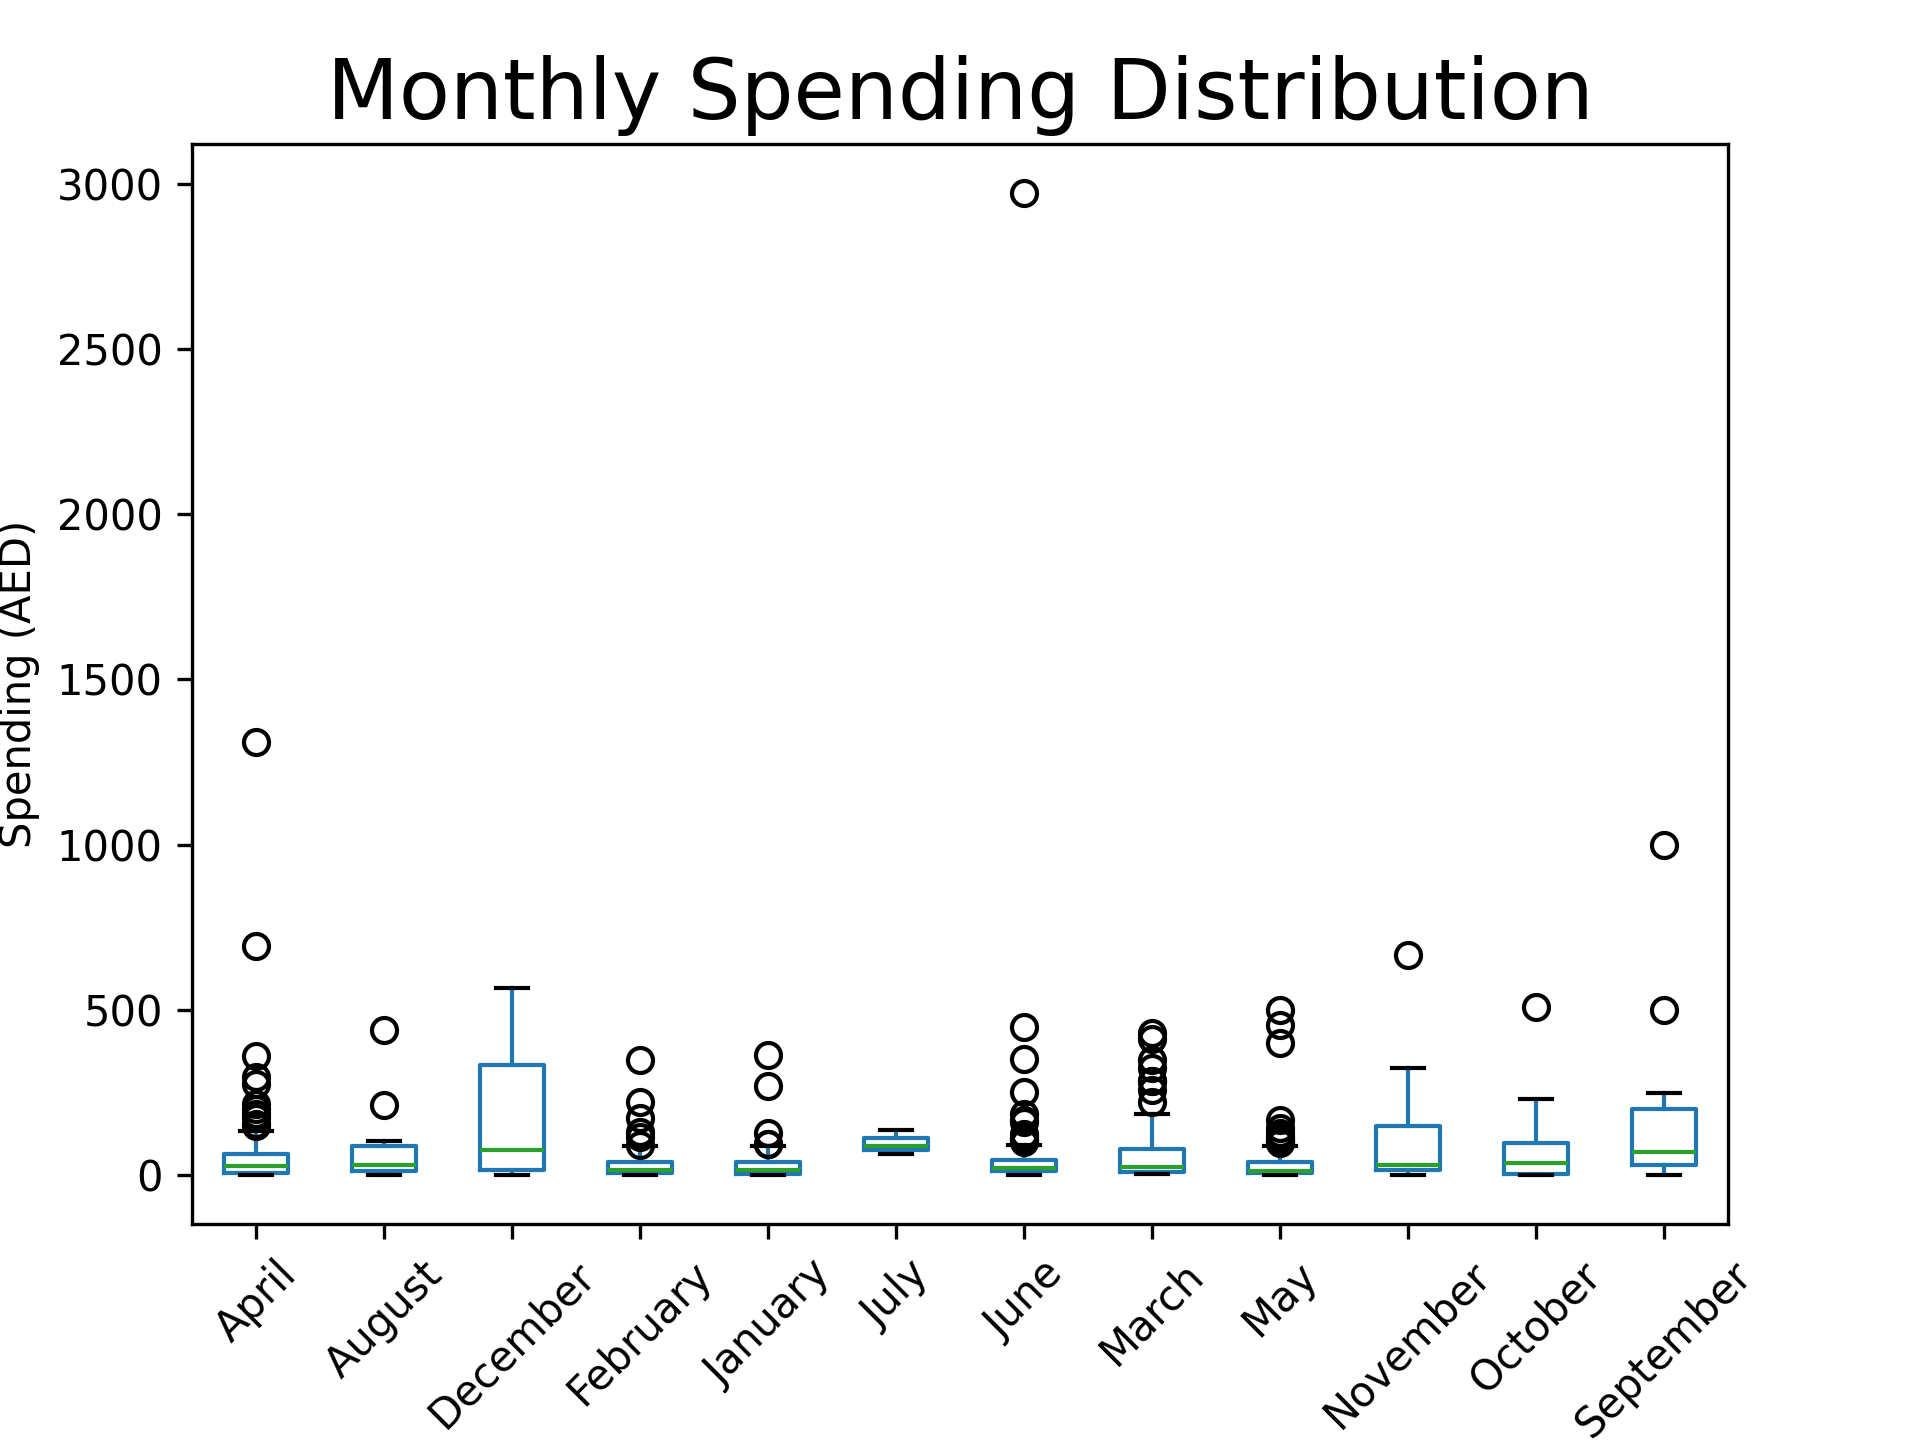 Monthly Spending Distribution
Spending (AED)
3000
2500
2000
1500
1000
500
0
April
August
December
February
January
July
June
March
May
November
October
September